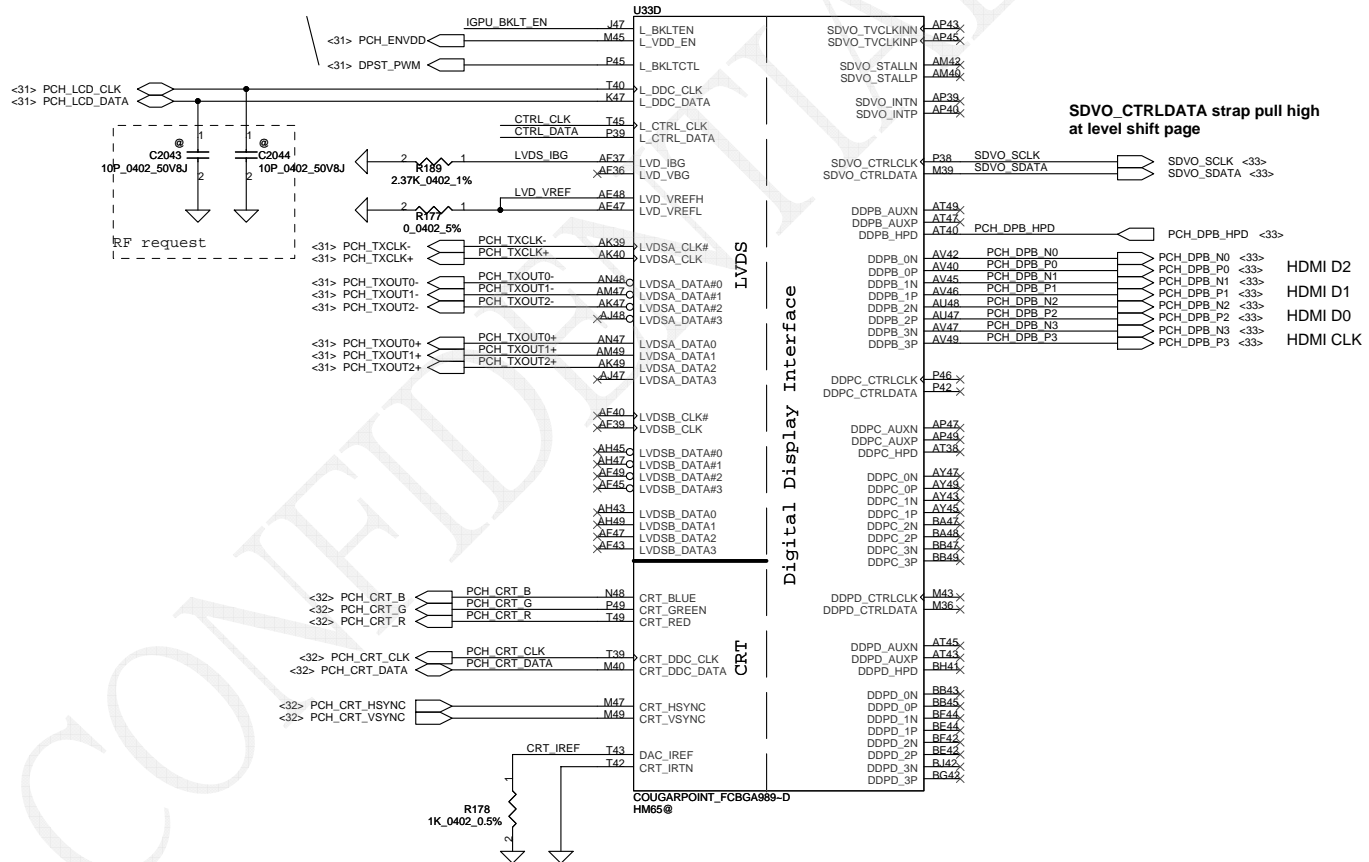 U33D
IGPU_BKLT_EN J47 L_BKLTEN
<31> PCH_ENVDD M45 L_VDD_EN
<31> DPST_PWM P45 L_BKLTCTL
<31> PCH_LCD_CLK T40 L_DDC_CLK
<31> PCH_LCD_DATA K47 L_DDC_DATA
CTRL_CLK T45 L_CTRL_CLK
CTRL_DATA P39 L_CTRL_DATA
@ 1 @ 1
C2043 C2044
10P_0402_50V8J 10P_0402_50V8J
2 2
RF request
2 1 LVDS_IBG AF37 LVD_IBG
R189
2.37K_0402_1%
AF36 LVD_VBG
LVD_VREF AE48 LVD_VREFH
2 1 AE47 LVD_VREFL
R177
0_0402_5%
<31> PCH_TXCLK- PCH_TXCLK- AK39 LVDSA_CLK#
<31> PCH_TXCLK+ PCH_TXCLK+ AK40 LVDSA_CLK
<31> PCH_TXOUT0- PCH_TXOUT0- AN48 LVDSA_DATA#0
<31> PCH_TXOUT1- PCH_TXOUT1- AM47 LVDSA_DATA#1
<31> PCH_TXOUT2- PCH_TXOUT2- AK47 LVDSA_DATA#2
AJ48 LVDSA_DATA#3
<31> PCH_TXOUT0+ PCH_TXOUT0+ AN47 LVDSA_DATA0
<31> PCH_TXOUT1+ PCH_TXOUT1+ AM49 LVDSA_DATA1
<31> PCH_TXOUT2+ PCH_TXOUT2+ AK49 LVDSA_DATA2
AJ47 LVDSA_DATA3
AF40 LVDSB_CLK#
AF39 LVDSB_CLK
AH45 LVDSB_DATA#0
AH47 LVDSB_DATA#1
AF49 LVDSB_DATA#2
AF45 LVDSB_DATA#3
AH43 LVDSB_DATA0
AH49 LVDSB_DATA1
AF47 LVDSB_DATA2
AF43 LVDSB_DATA3
LVDS
<32> PCH_CRT_B PCH_CRT_B N48 CRT_BLUE
<32> PCH_CRT_G PCH_CRT_G P49 CRT_GREEN
<32> PCH_CRT_R PCH_CRT_R T49 CRT_RED
<32> PCH_CRT_CLK PCH_CRT_CLK T39 CRT_DDC_CLK
<32> PCH_CRT_DATA PCH_CRT_DATA M40 CRT_DDC_DATA
<32> PCH_CRT_HSYNC M47 CRT_HSYNC
<32> PCH_CRT_VSYNC M49 CRT_VSYNC
CRT_IREF T43 DAC_IREF
T42 CRT_IRTN
1
R178
1K_0402_0.5%
2
CRT
Digital Display Interface
SDVO_TVCLKINN AP43
SDVO_TVCLKINP AP45
SDVO_STALLN AM42
SDVO_STALLP AM40
SDVO_INTN AP39
SDVO_INTP AP40
SDVO_CTRLDATA strap pull high
at level shift page
SDVO_CTRLCLK P38 SDVO_SCLK SDVO_SCLK <33>
SDVO_CTRLDATA M39 SDVO_SDATA SDVO_SDATA <33>
DDPB_AUXN AT49
DDPB_AUXP AT47
DDPB_HPD AT40 PCH_DPB_HPD PCH_DPB_HPD <33>
DDPB_0N AV42 PCH_DPB_N0 PCH_DPB_N0 <33>
DDPB_0P AV40 PCH_DPB_P0 PCH_DPB_P0 <33> HDMI D2
DDPB_1N AV45 PCH_DPB_N1 PCH_DPB_N1 <33>
DDPB_1P AV46 PCH_DPB_P1 PCH_DPB_P1 <33> HDMI D1
DDPB_2N AU48 PCH_DPB_N2 PCH_DPB_N2 <33>
DDPB_2P AU47 PCH_DPB_P2 PCH_DPB_P2 <33> HDMI D0
DDPB_3N AV47 PCH_DPB_N3 PCH_DPB_N3 <33>
DDPB_3P AV49 PCH_DPB_P3 PCH_DPB_P3 <33> HDMI CLK
DDPC_CTRLCLK P46
DDPC_CTRLDATA P42
DDPC_AUXN AP47
DDPC_AUXP AP49
DDPC_HPD AT38
DDPC_0N AY47
DDPC_0P AY49
DDPC_1N AY43
DDPC_1P AY45
DDPC_2N BA47
DDPC_2P BA48
DDPC_3N BB47
DDPC_3P BB49
DDPD_CTRLCLK M43
DDPD_CTRLDATA M36
DDPD_AUXN AT45
DDPD_AUXP AT43
DDPD_HPD BH41
DDPD_0N BB43
DDPD_0P BB45
DDPD_1N BF44
DDPD_1P BE44
DDPD_2N BF42
DDPD_2P BE42
DDPD_3N BJ42
DDPD_3P BG42
COUGARPOINT_FCBGA989~D
HM65@
CONFIDENTIAL